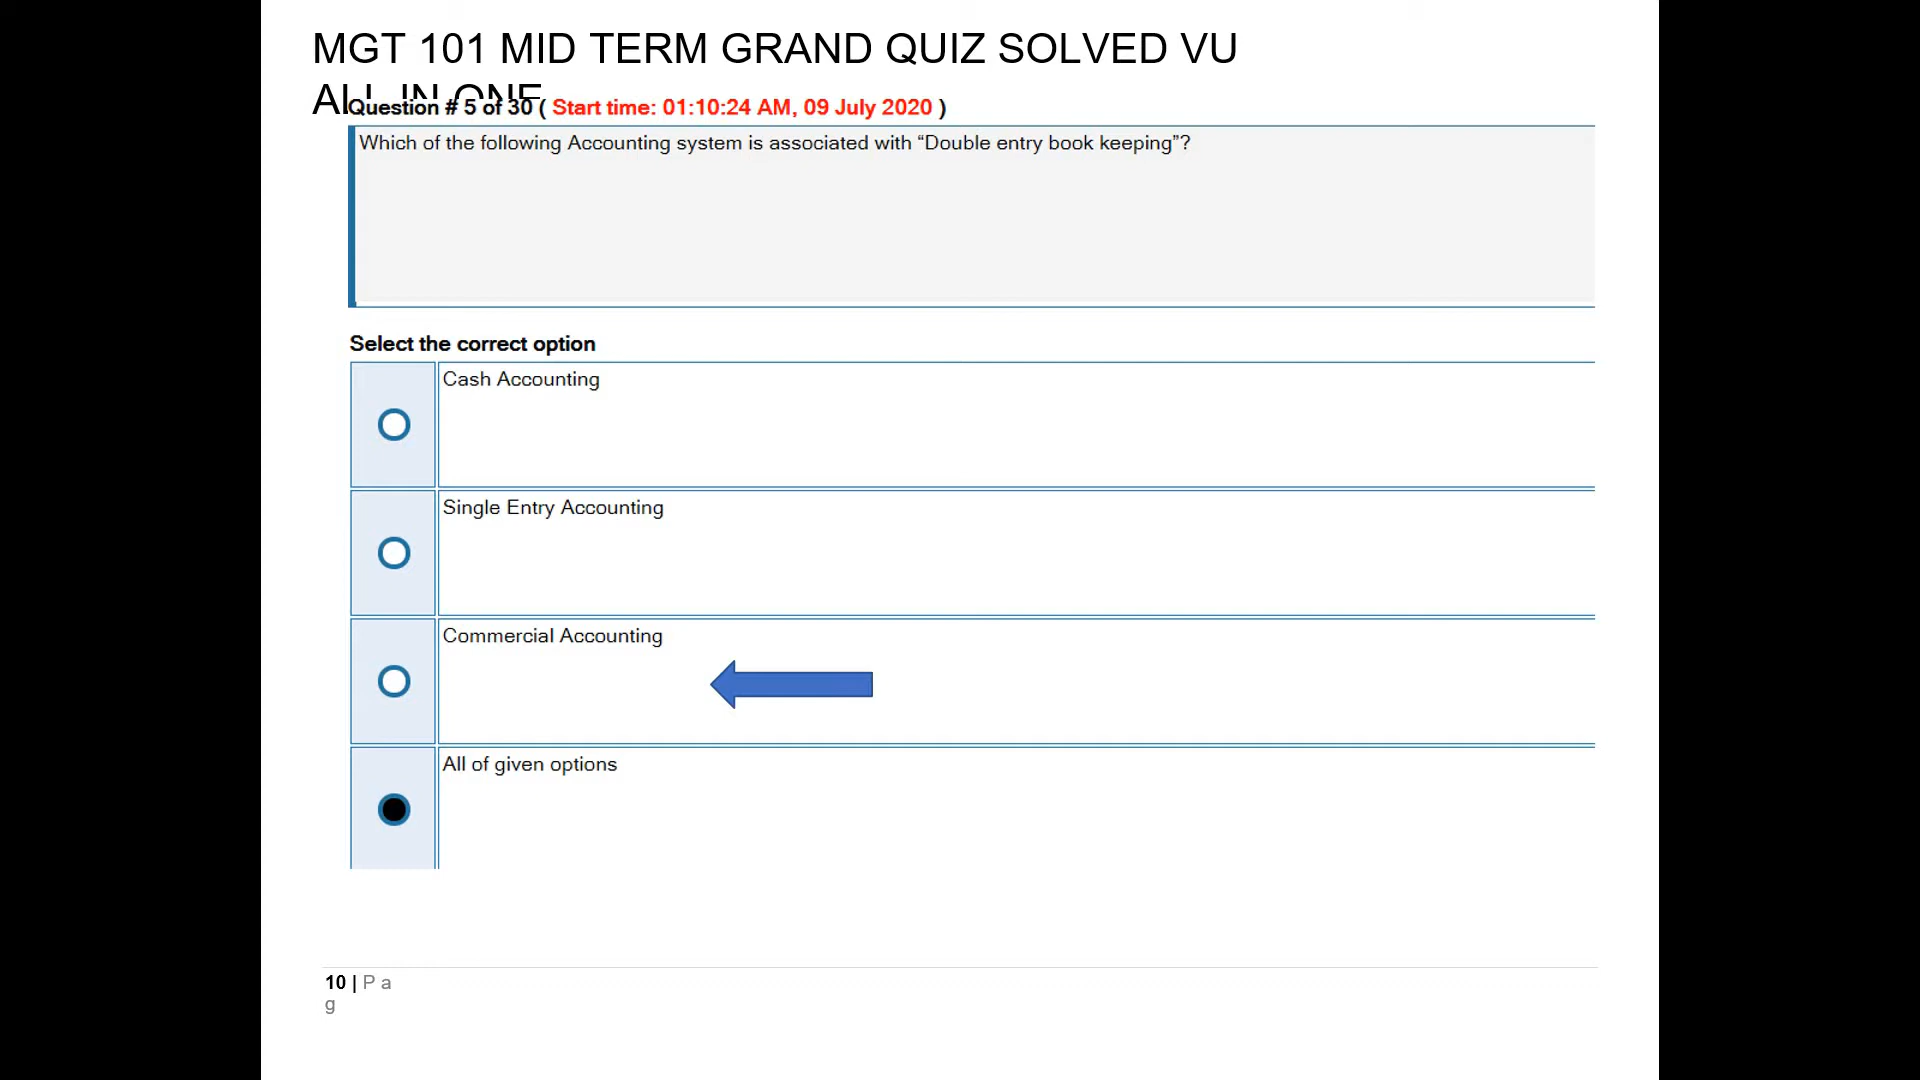 MGT 101 MID TERM GRAND QUIZ SOLVED VU
ALL IN ONE
Question # 5 of 30 ( Start time: 01:10:24 AM, 09 July 2020 )
Which of the following Accounting system is associated with “Double entry book keeping”?
Select the correct option
Cash Accounting
Single Entry Accounting
Commercial Accounting
All of given options
10 | P a
g